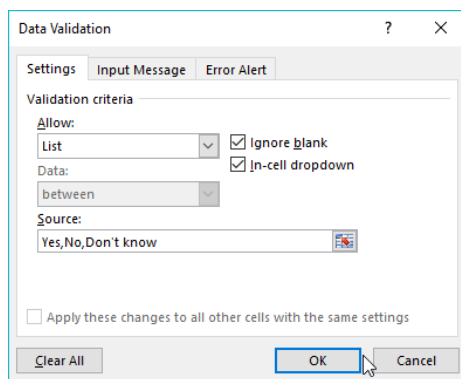 Data Validation ?
Settings Input Message Error Alert
Validation criteria
Allow:
List
Ignore blank
In-cell dropdown
Data:
between
Source:
Yes,No,Don't know
Apply these changes to all other cells with the same settings
Clear All OK Cancel